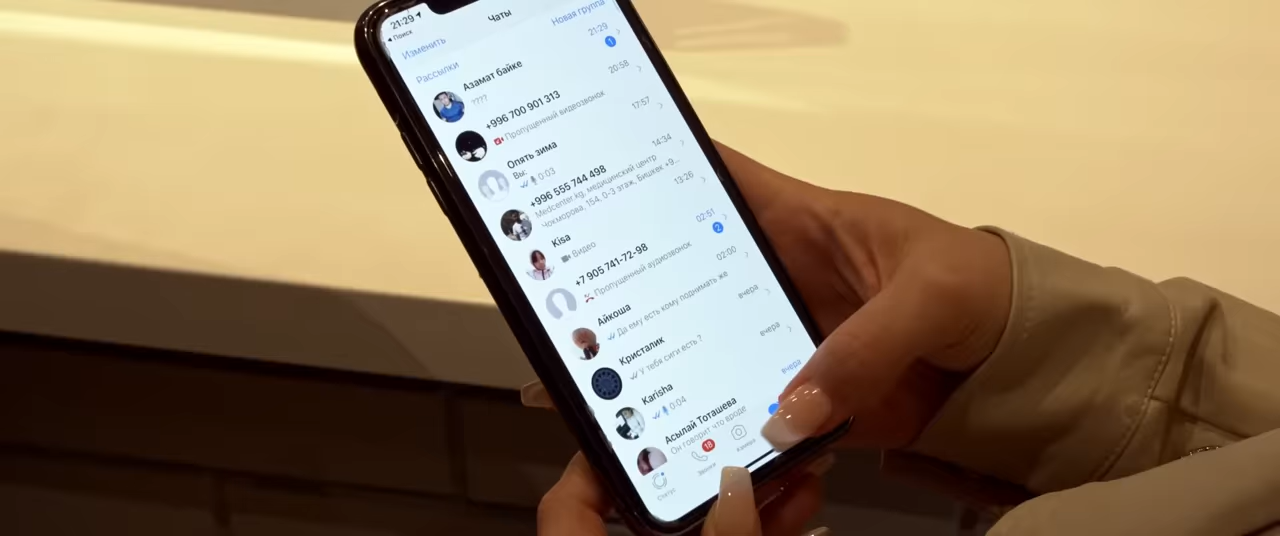 21:29
Поиск
Чаты
Изменить
Новая группа
Рассылки
Азамат байке
21:29
????
1
+996 700 901 313
20:58
Пропущенный видеозвонок
Опять зима
17:57
Вы:
0:03
+996 555 744 498
14:34
Medcenter.kg, медицинский центр
Чокморова, 154, 0-3 этаж, Бишкек +9...
Kisa
13:26
Видео
+7 905 741-72-98
02:51
Пропущенный аудиозвонок
2
Айкоша
02:00
Да ему есть кому поднимать же
Кристалик
вчера
У тебя сиги есть ?
Karisha
вчера
0:04
Асылай Тоташева
вчера
Он говорит что вроде
Статус
Звонки
18
Камера